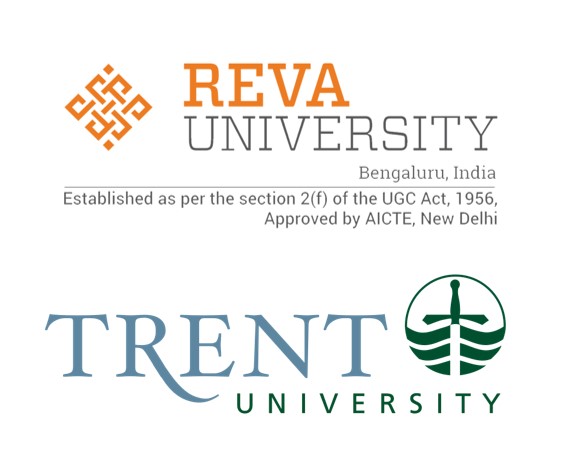 REVA
UNIVERSITY
Bengaluru, India
Established as per the section 2(f) of the UGC Act, 1956,
Approved by AICTE, New Delhi
TRENT
UNIVERSITY